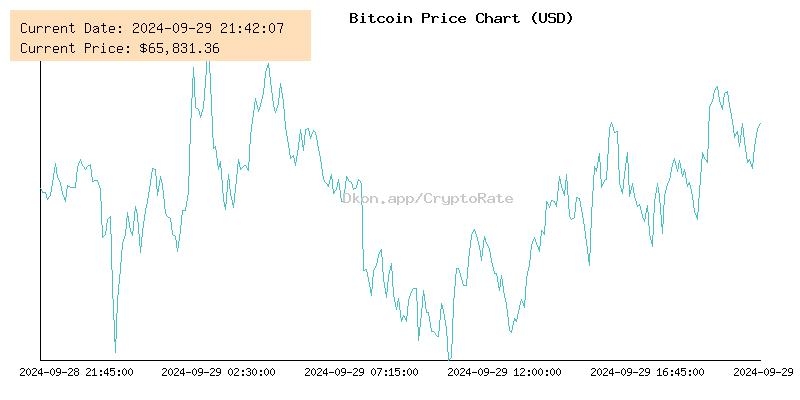 Bitcoin Price Chart (USD)
Current Date: 2024-09-29 21:42:07
Current Price: $65,831.36
Dkon.app/CryptoRate
2024-09-28 21:45:00 2024-09-29 02:30:00 2024-09-29 07:15:00 2024-09-29 12:00:00 2024-09-29 16:45:00 2024-09-29